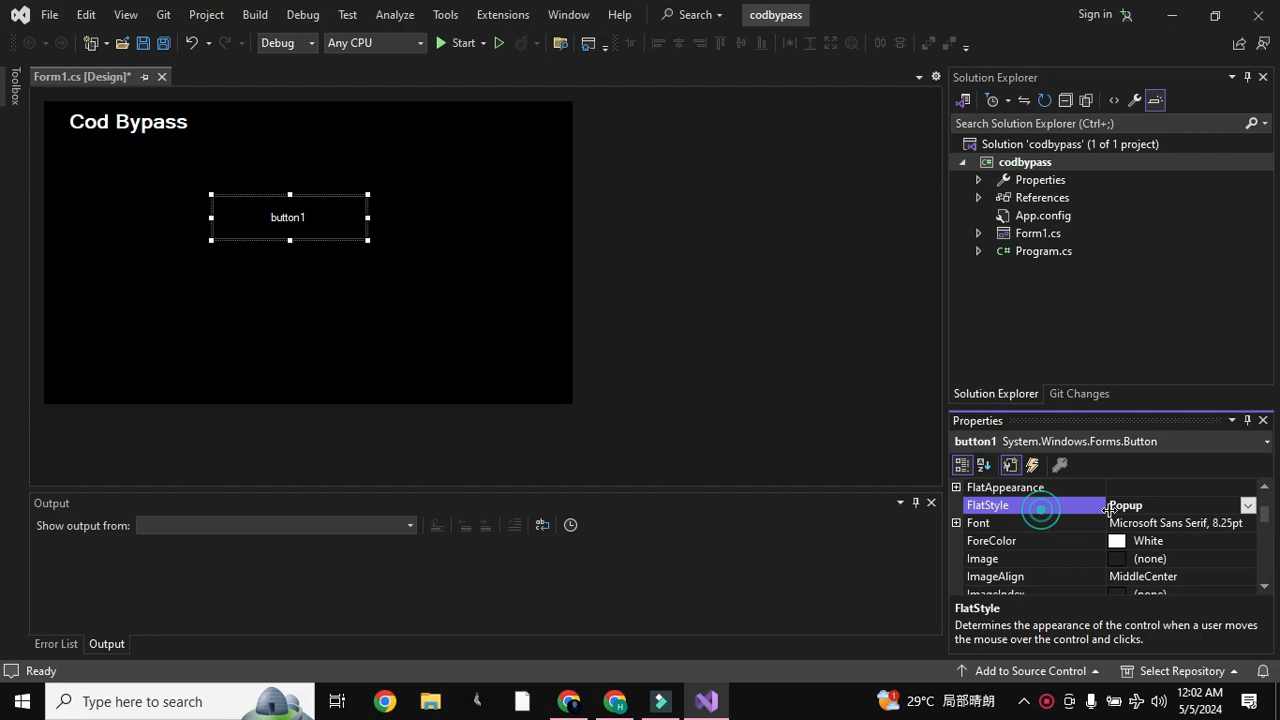 File Edit View Git Project Build Debug Test Analyze Tools Extensions Window Help Search codbypass Sign in
Debug Any CPU Start
Toolbox
Form1.cs [Design]*
Cod Bypass
button1
Solution Explorer
Search Solution Explorer (Ctrl+;)
Solution 'codbypass' (1 of 1 project)
codbypass
Properties
References
App.config
Form1.cs
C# Program.cs
Solution Explorer Git Changes
Properties
button1 System.Windows.Forms.Button
FlatAppearance
FlatStyle Popup
Font Microsoft Sans Serif, 8.25pt
ForeColor White
Image (none)
ImageAlign MiddleCenter
ImageIndex (none)
FlatStyle
Determines the appearance of the control when a user moves
the mouse over the control and clicks.
Output
Show output from:
Error List Output
Ready Add to Source Control Select Repository
Type here to search
1 29°C 局部晴朗
12:02 AM
5/5/2024